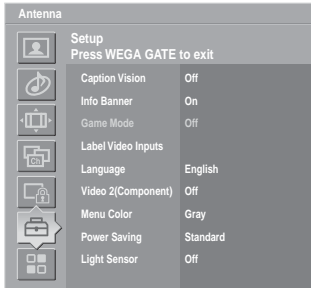 Antenna
Setup
Press WEGA GATE to exit
Caption Vision Off
Info Banner On
Game Mode Off
Label Video Inputs
Language English
Video 2(Component) Off
Menu Color Gray
Power Saving Standard
Light Sensor Off
Ch